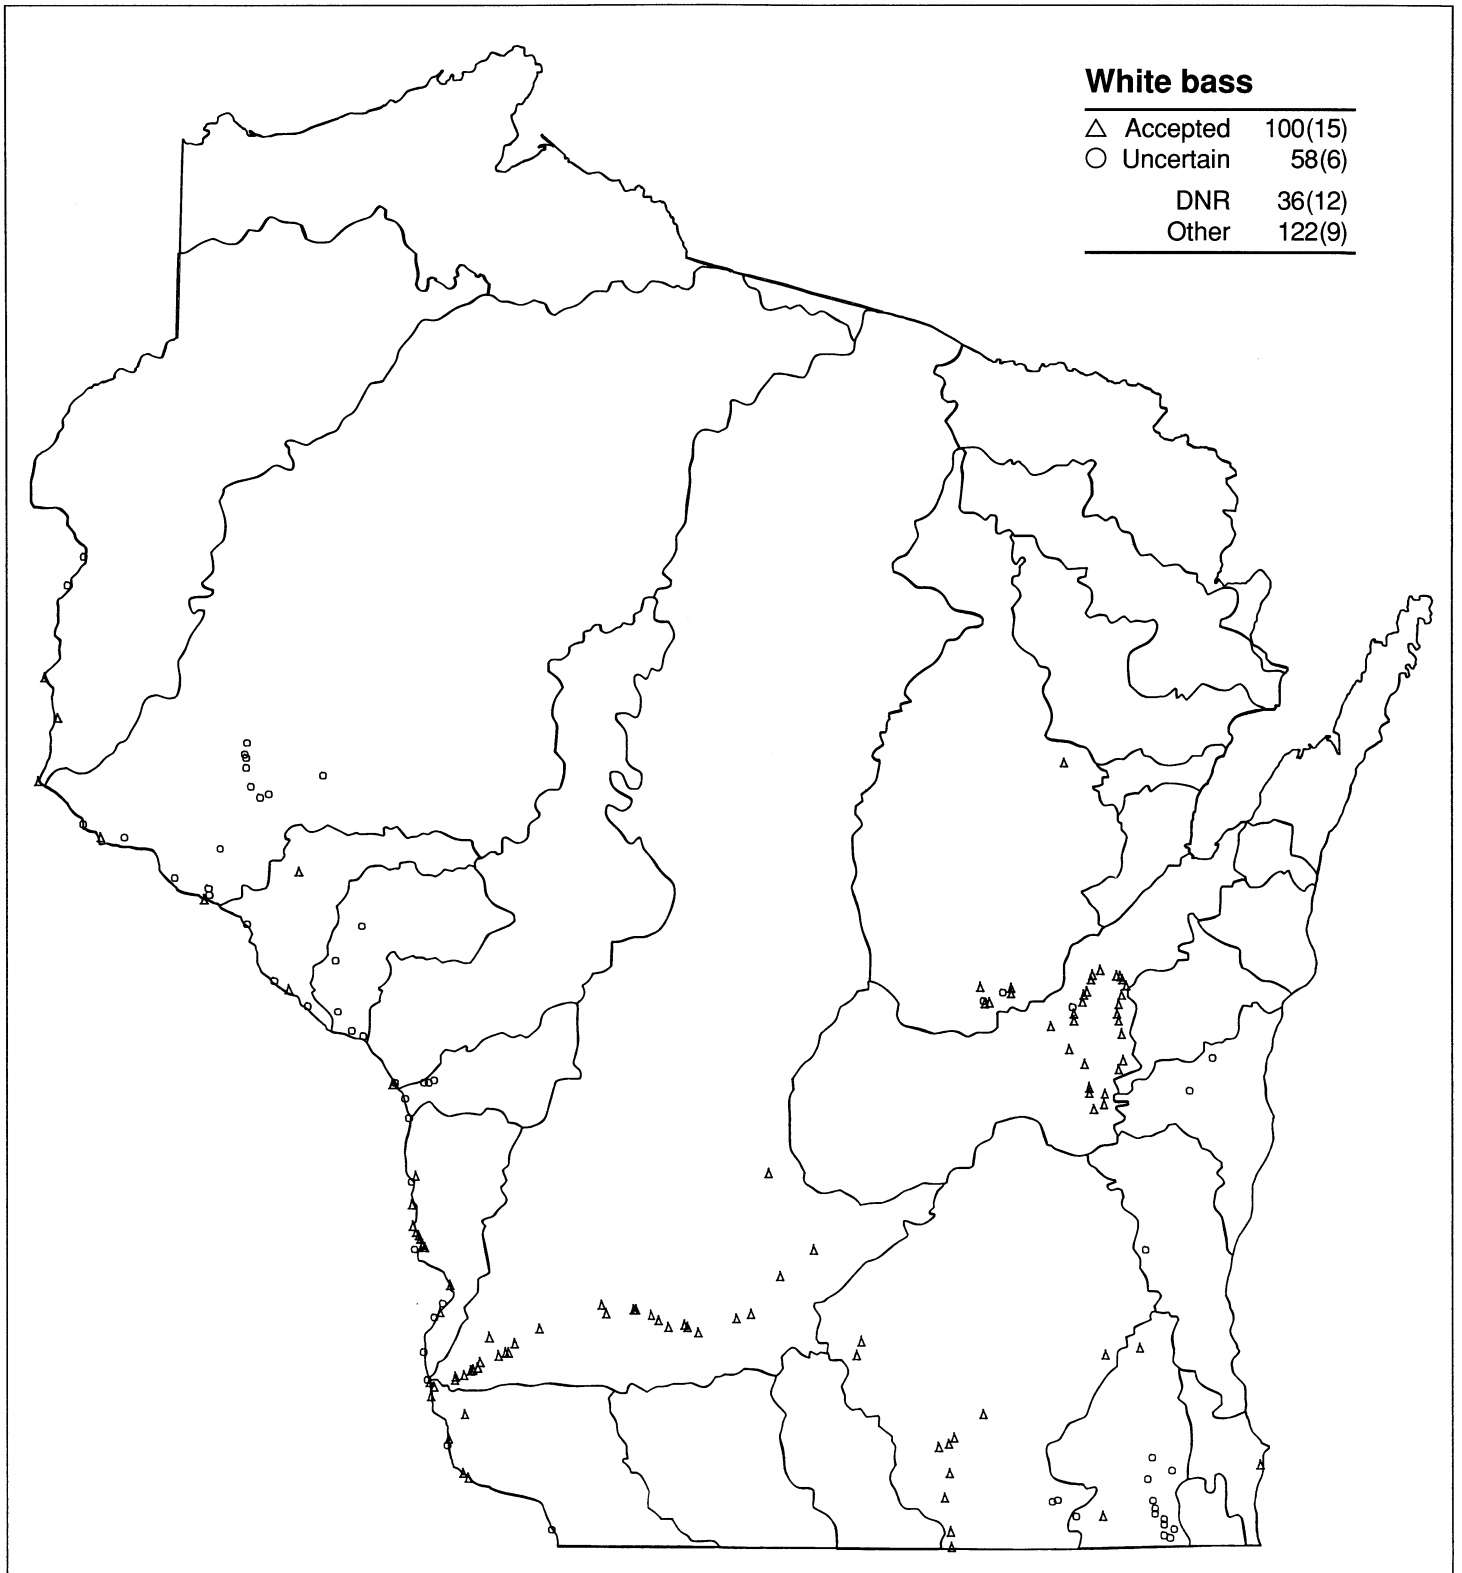 White bass
△ Accepted 100(15)
○ Uncertain 58(6)
DNR 36(12)
Other 122(9)